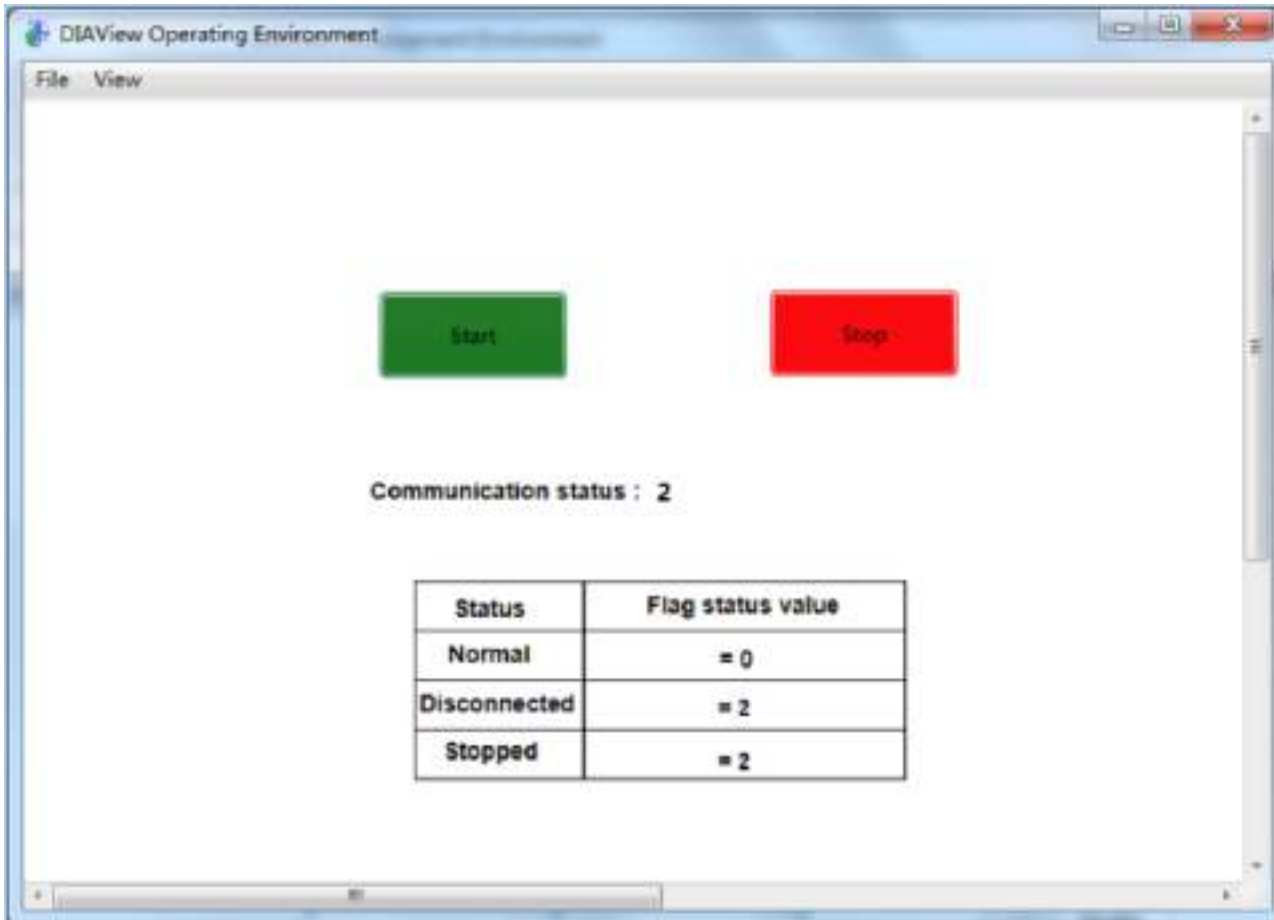 DIAView Operating Environment
File View
Start
Stop
Communication status : 2
Status Flag status value
Normal = 0
Disconnected = 2
Stopped = 2